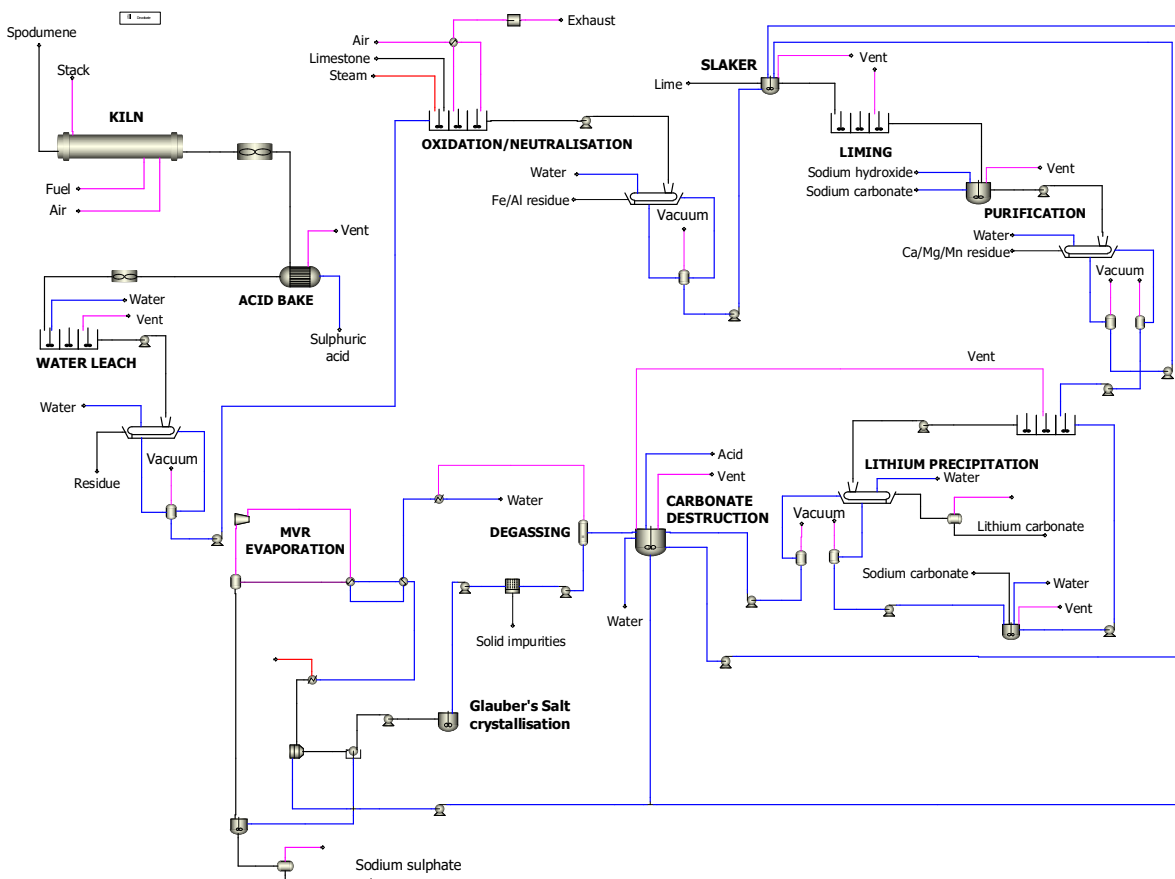 Spodumene
Stack
KILN
Fuel
Air
Vent
ACID BAKE
Sulphuric
acid
Water
Vent
WATER LEACH
Water
Vacuum
Residue
Air
Limestone
Steam
Exhaust
OXIDATION/NEUTRALISATION
Water
Fe/Al residue
Vacuum
SLAKER
Lime
Vent
LIMING
Sodium hydroxide
Sodium carbonate
Vent
PURIFICATION
Water
Ca/Mg/Mn residue
Vacuum
Vent
LITHIUM PRECIPITATION
Water
Vacuum
Lithium carbonate
Sodium carbonate
Water
Vent
Acid
Vent
CARBONATE
DESTRUCTION
Water
DEGASSING
Water
Solid impurities
MVR
EVAPORATION
Glauber's Salt
crystallisation
Sodium sulphate